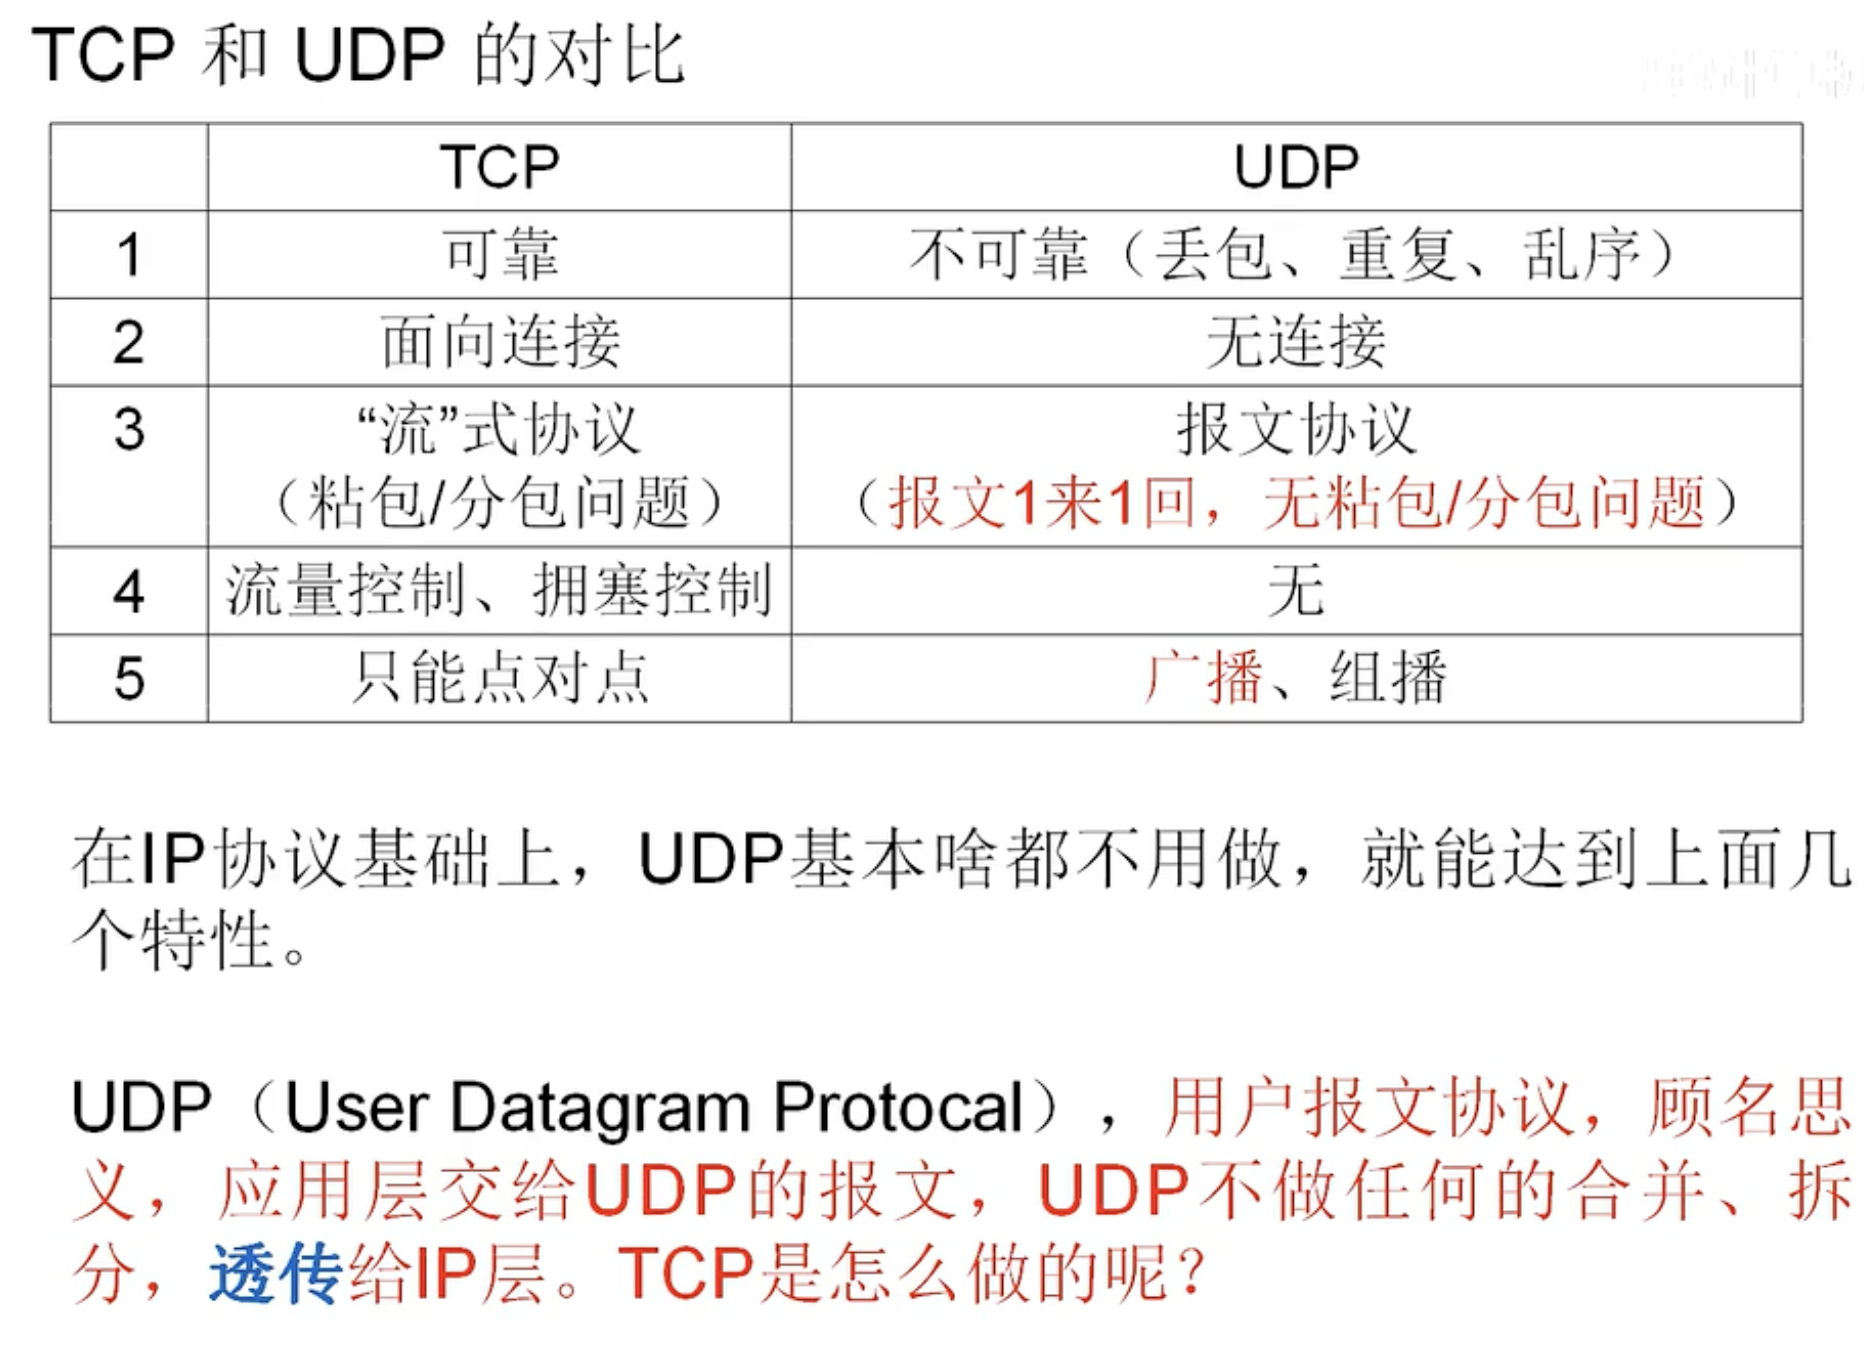 TCP 和 UDP 的对比
TCP UDP
1 可靠 不可靠（丢包、重复、乱序）
2 面向连接 无连接
3 “流”式协议 报文协议
（粘包/分包问题） （报文1来1回，无粘包/分包问题）
4 流量控制、拥塞控制 无
5 只能点对点 广播、组播
在IP协议基础上，UDP基本啥都不用做，就能达到上面几
个特性。
UDP（User Datagram Protocal），用户报文协议，顾名思
义，应用层交给UDP的报文，UDP不做任何的合并、拆
分，透传给IP层。TCP是怎么做的呢？